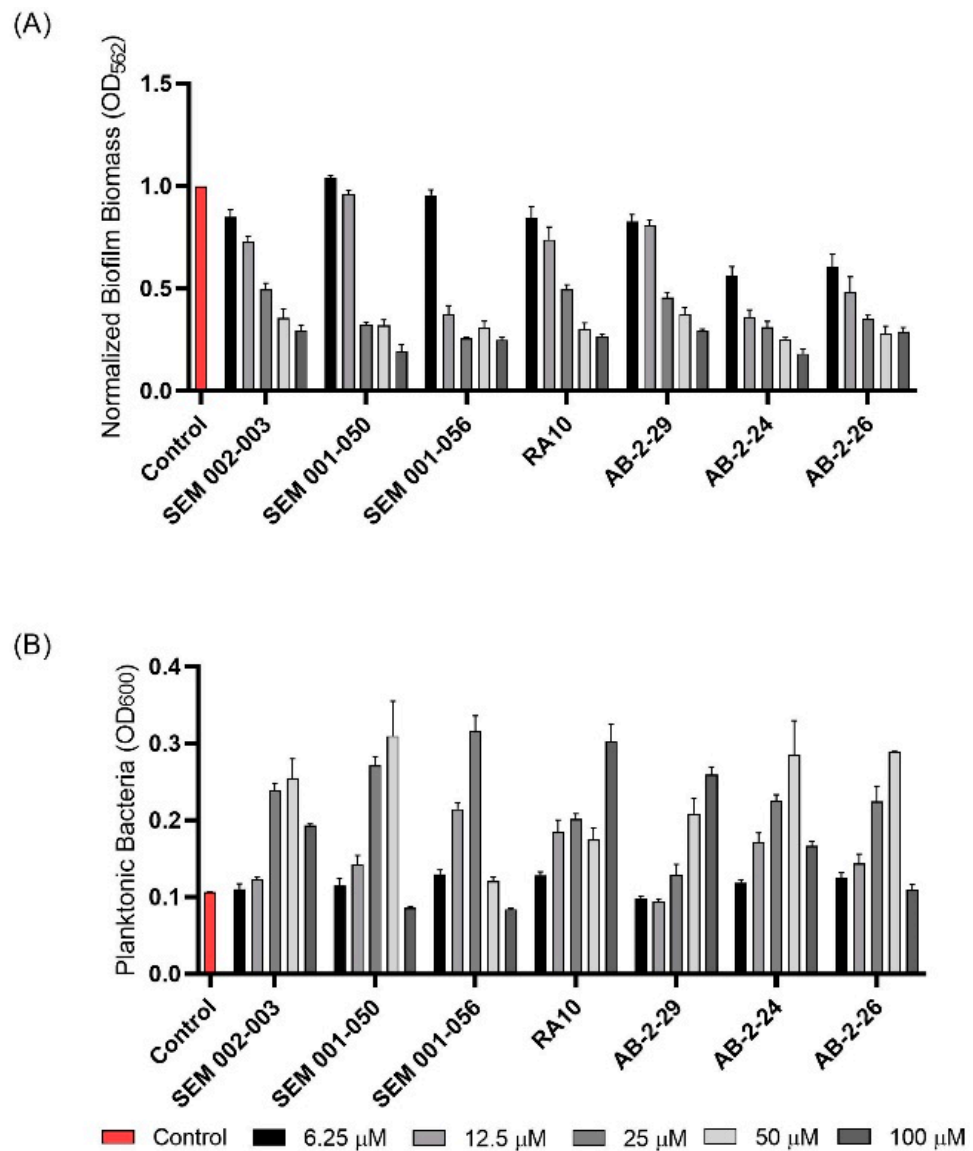 (A)
Normalized Biofilm Biomass (OD562)
1.5
1.0
0.5
0.0
Control
SEM 002-003
SEM 001-050
SEM 001-056
RA10
AB-2-29
AB-2-24
AB-2-26
(B)
Planktonic Bacteria (OD600)
0.4
0.3
0.2
0.1
0.0
Control
SEM 002-003
SEM 001-050
SEM 001-056
RA10
AB-2-29
AB-2-24
AB-2-26
Control 6.25 μM 12.5 μM 25 μM 50 μM 100 μM